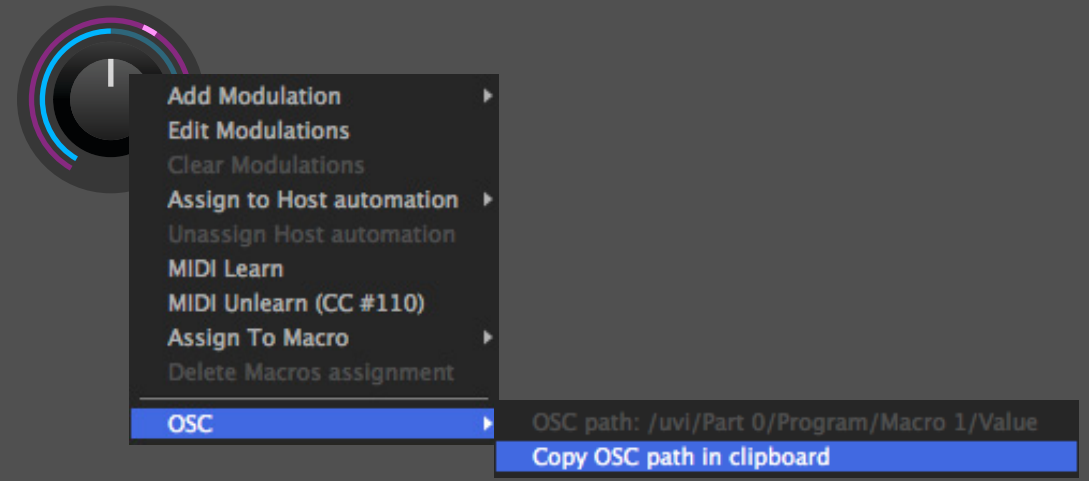 Add Modulation
Edit Modulations
Clear Modulations
Assign to Host automation
Unassign Host automation
MIDI Learn
MIDI Unlearn (CC #110)
Assign To Macro
Delete Macros assignment
OSC
OSC path: /uvi/Part 0/Program/Macro 1/Value
Copy OSC path in clipboard